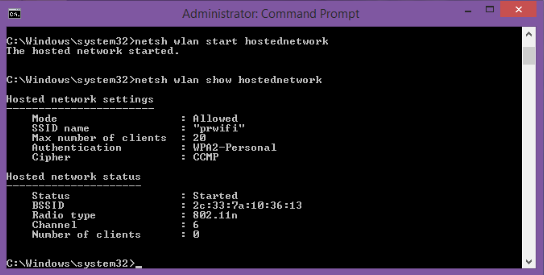 Administrator: Command Prompt
C:\Windows\system32>netsh wlan start hostednetwork
The hosted network started.
C:\Windows\system32>netsh wlan show hostednetwork
Hosted network settings
-----------------------
Mode : Allowed
SSID name : "prwifi"
Max number of clients : 20
Authentication : WPA2-Personal
Cipher : CCMP
Hosted network status
---------------------
Status : Started
BSSID : 2c:33:7a:10:36:13
Radio type : 802.11n
Channel : 6
Number of clients : 0
C:\Windows\system32>_